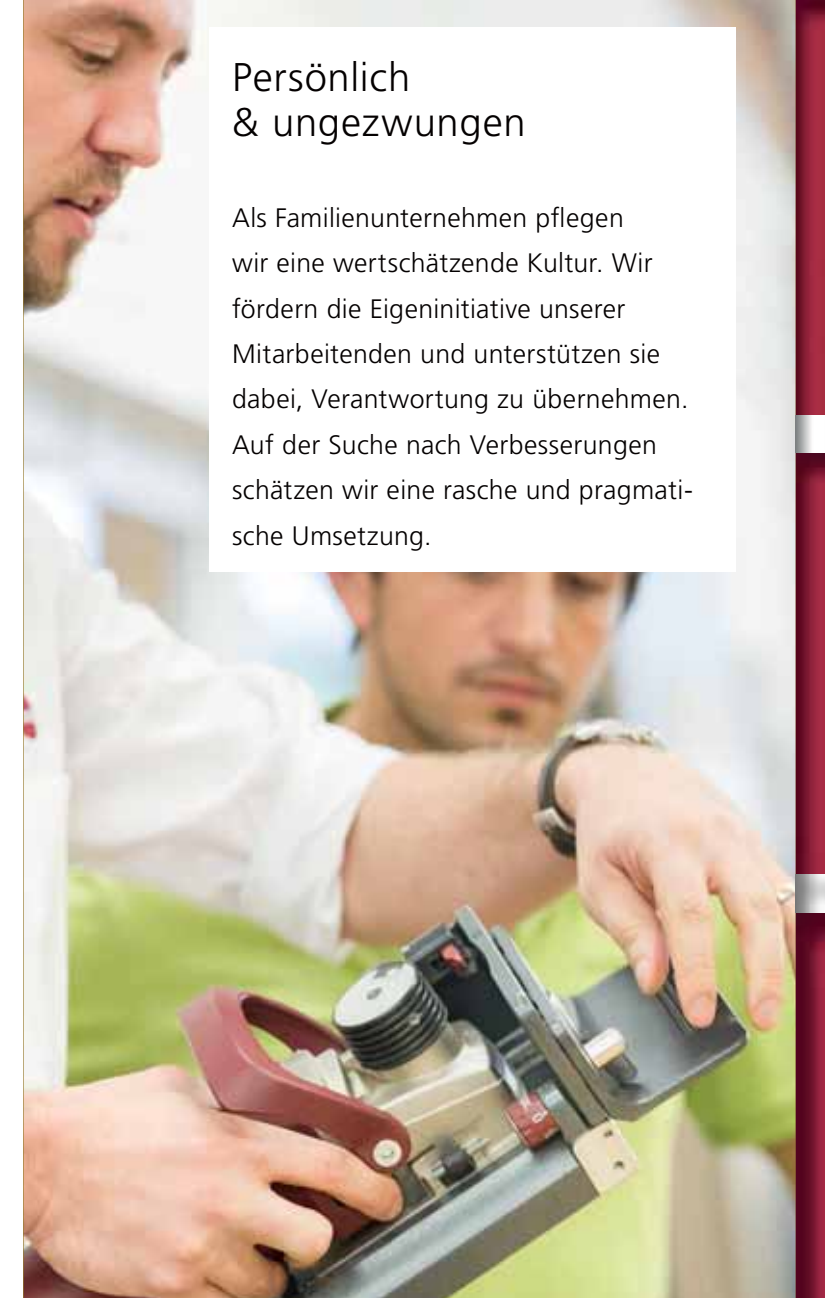 Persönlich
& ungezwungen
Als Familienunternehmen pflegen
wir eine wertschätzende Kultur. Wir
fördern die Eigeninitiative unserer
Mitarbeitenden und unterstützen sie
dabei, Verantwortung zu übernehmen.
Auf der Suche nach Verbesserungen
schätzen wir eine rasche und pragmati-
sche Umsetzung.